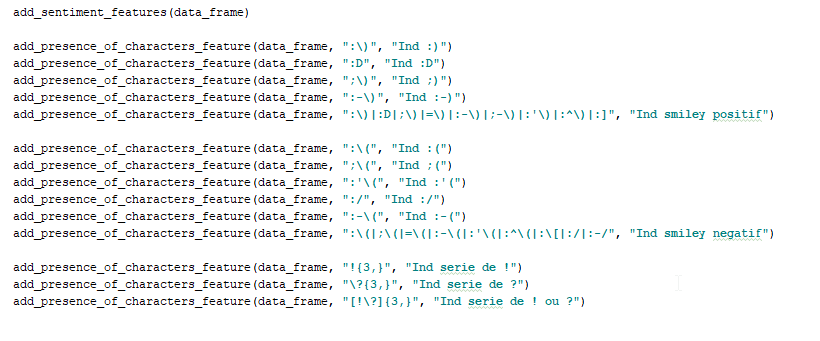 add_sentiment_features(data_frame)
add_presence_of_characters_feature(data_frame, ":\)", "Ind :)")
add_presence_of_characters_feature(data_frame, ":D", "Ind :D")
add_presence_of_characters_feature(data_frame, ";\)", "Ind ;)")
add_presence_of_characters_feature(data_frame, ":-\)", "Ind :-)")
add_presence_of_characters_feature(data_frame, ":\)|:D|;\)|=\)|:-\)|;-\)|:'\)|:^\)|:]", "Ind smiley positif")
add_presence_of_characters_feature(data_frame, ":\(", "Ind :(")
add_presence_of_characters_feature(data_frame, ";\(", "Ind ;(")
add_presence_of_characters_feature(data_frame, ":'\(", "Ind :'(")
add_presence_of_characters_feature(data_frame, ":/", "Ind :/")
add_presence_of_characters_feature(data_frame, ":-\(", "Ind :-(")
add_presence_of_characters_feature(data_frame, ":\(|;\(|=\(|:-\(|:'\(|:^\(|:\[|:/|:-/", "Ind smiley negatif")
add_presence_of_characters_feature(data_frame, "!{3,}", "Ind serie de !")
add_presence_of_characters_feature(data_frame, "\?{3,}", "Ind serie de ?")
add_presence_of_characters_feature(data_frame, "[!\?]{3,}", "Ind serie de ! ou ?")